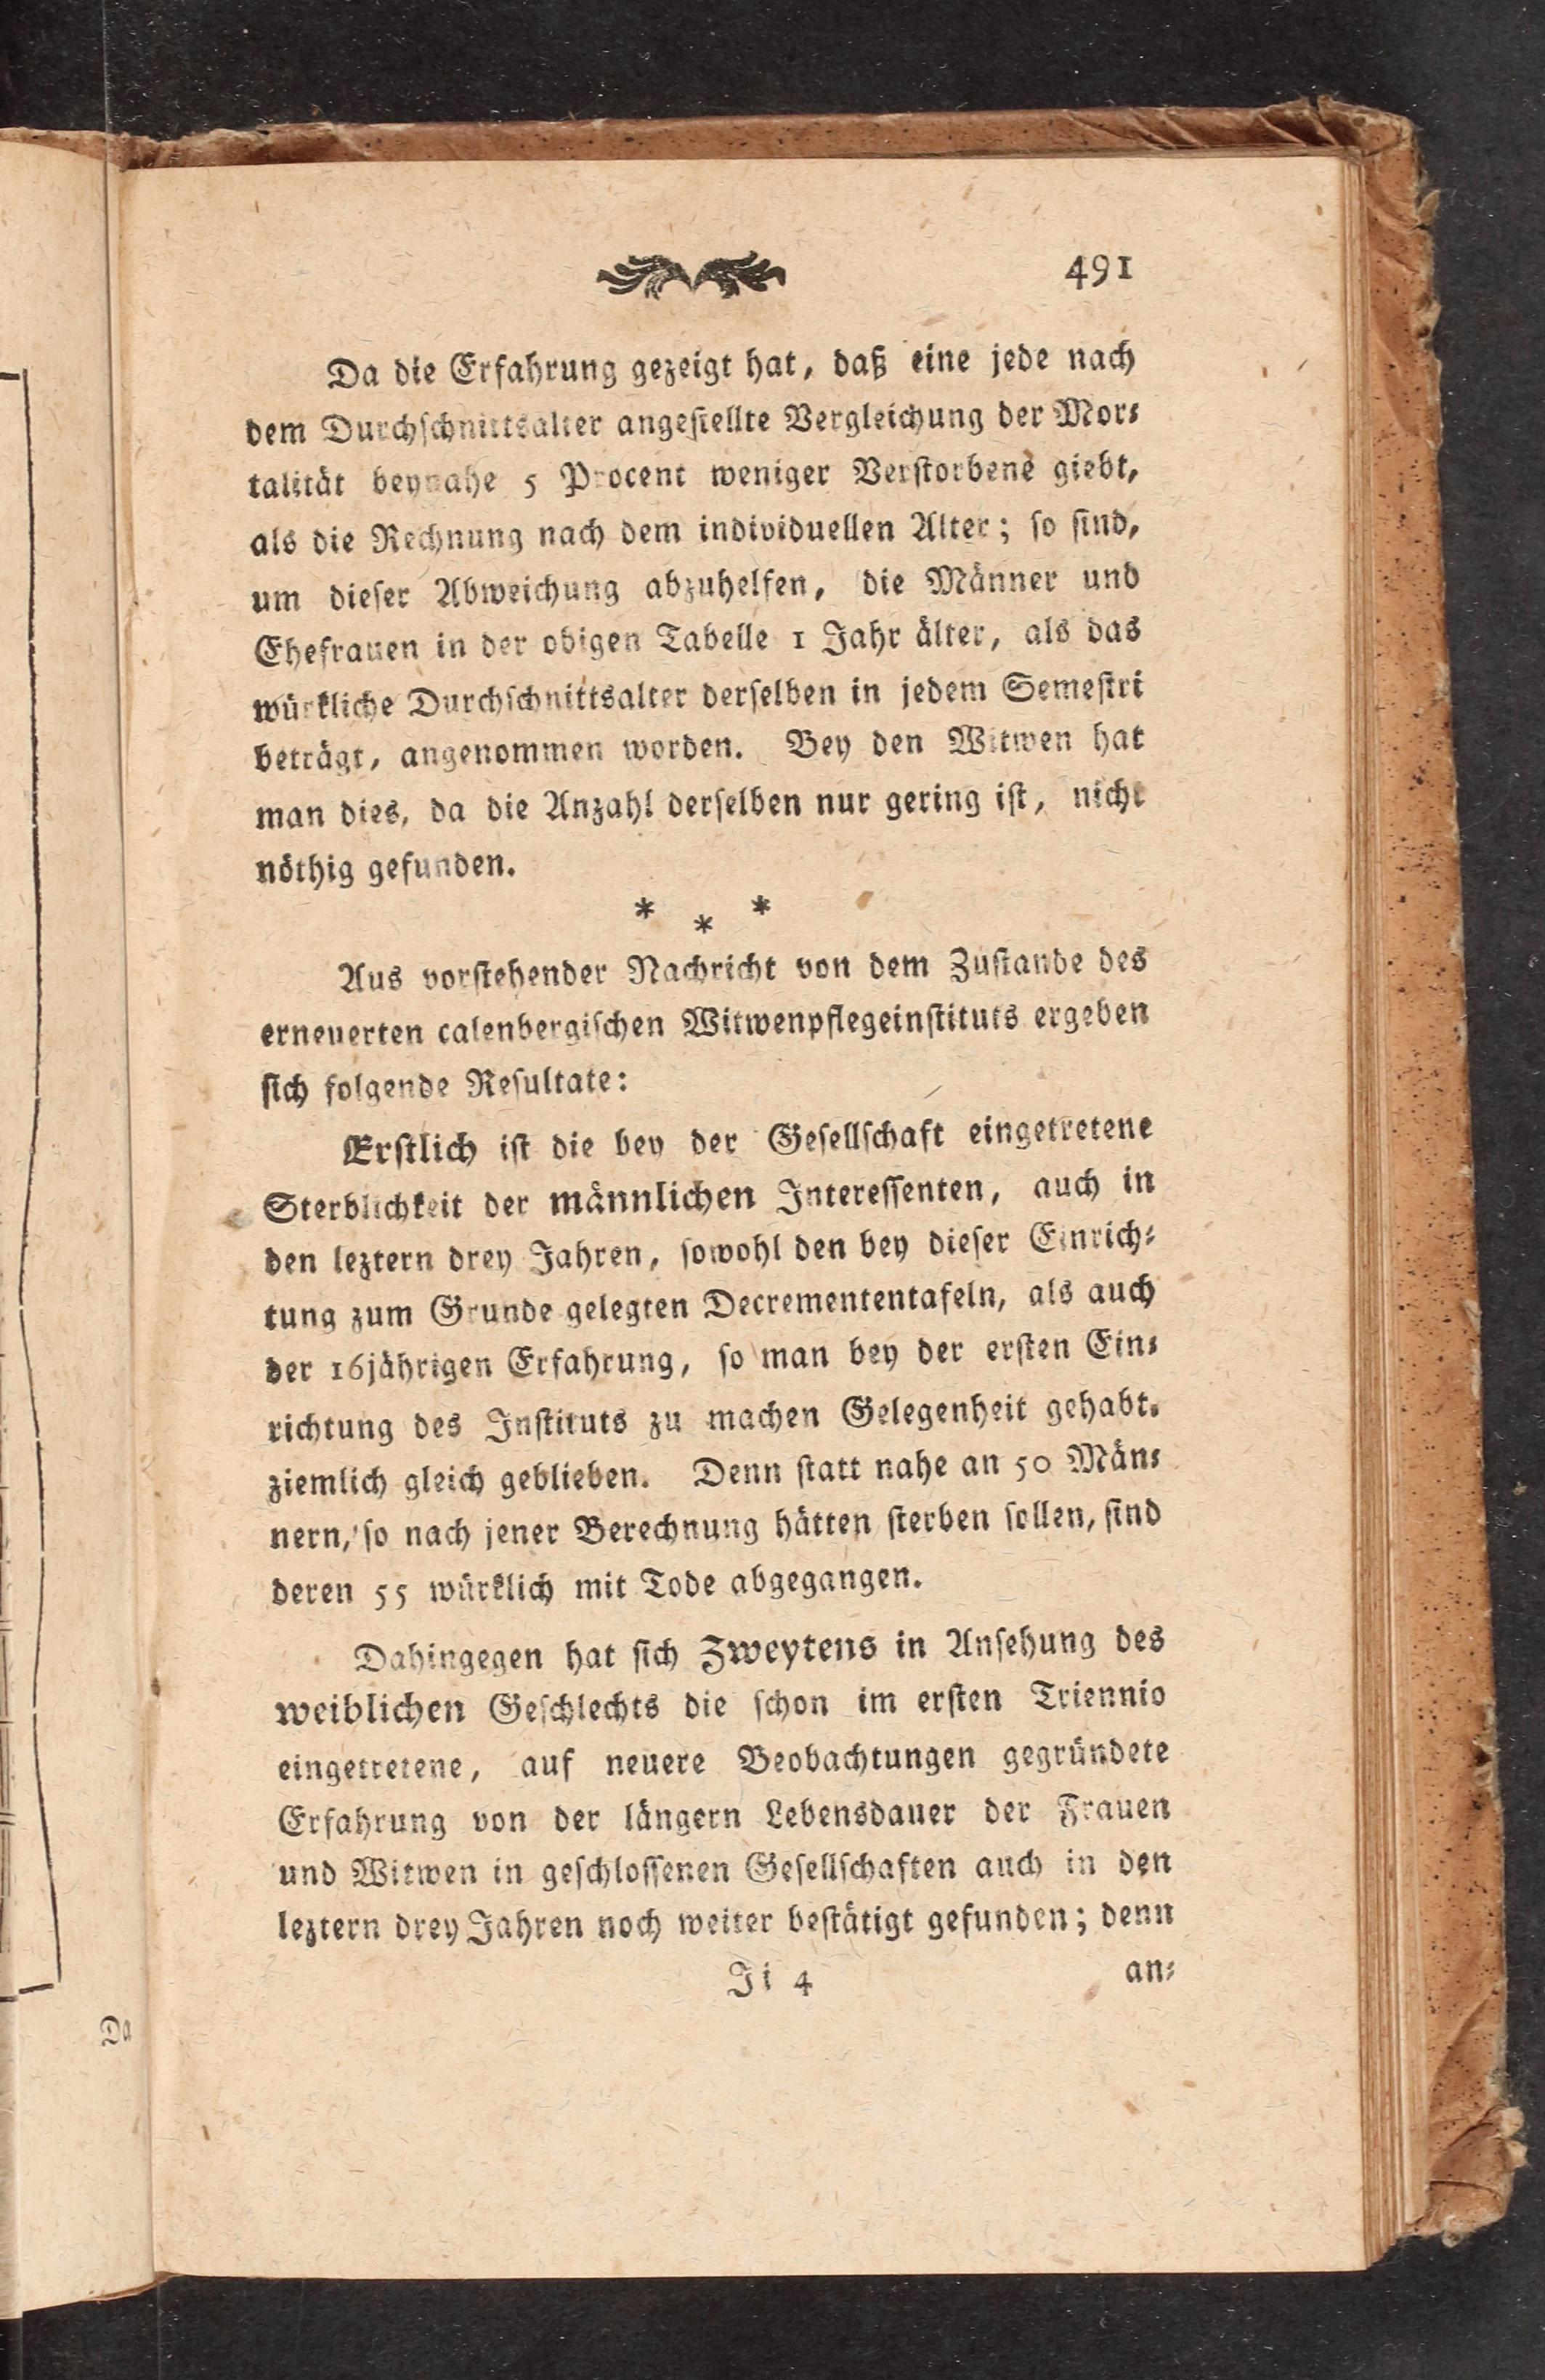 491
Da die Erfahrung gezeigt hat, daß eine jede nach
dem Durchschnittsalter angestellte Vergleichung der Mor⸗
talität beynahe 5 Procent weniger Verstorbene giebt,
als die Rechnung nach dem individuellen Alter; so sind,
um dieser Abweichung abzuhelfen, die Männer und
Ehefrauen in der obigen Tabelle 1 Jahr älter, als das
würkliche Durchschnittsalter derselben in jedem Semestri
beträgt, angenommen worden. Bey den Witwen hat
man dies, da die Anzahl derselben nur gering ist, nicht
nöthig gefunden.
* * *
Aus vorstehender Nachricht von dem Zustande des
erneuerten calenbergischen Witwenpflegeinstituts ergeben
sich folgende Resultate:
Erstlich ist die bey der Gesellschaft eingetretene
Sterblichkeit der männlichen Interessenten, auch in
den leztern drey Jahren, sowohl den bey dieser Einrich⸗
tung zum Grunde gelegten Decremententafeln, als auch
der 16jährigen Erfahrung, so man bey der ersten Ein⸗
richtung des Instituts zu machen Gelegenheit gehabt.
ziemlich gleich geblieben. Denn statt nahe an 50 Män⸗
nern, so nach jener Berechnung hätten sterben sollen, sind
deren 55 würklich mit Tode abgegangen.
Dahingegen hat sich Zweytens in Ansehung des
weiblichen Geschlechts die schon im ersten Triennio
eingetretene, auf neuere Beobachtungen gegründete
Erfahrung von der längern Lebensdauer der Frauen
und Witwen in geschlossenen Gesellschaften auch in den
leztern drey Jahren noch weiter bestätigt gefunden; denn
Ji 4 an⸗
Da